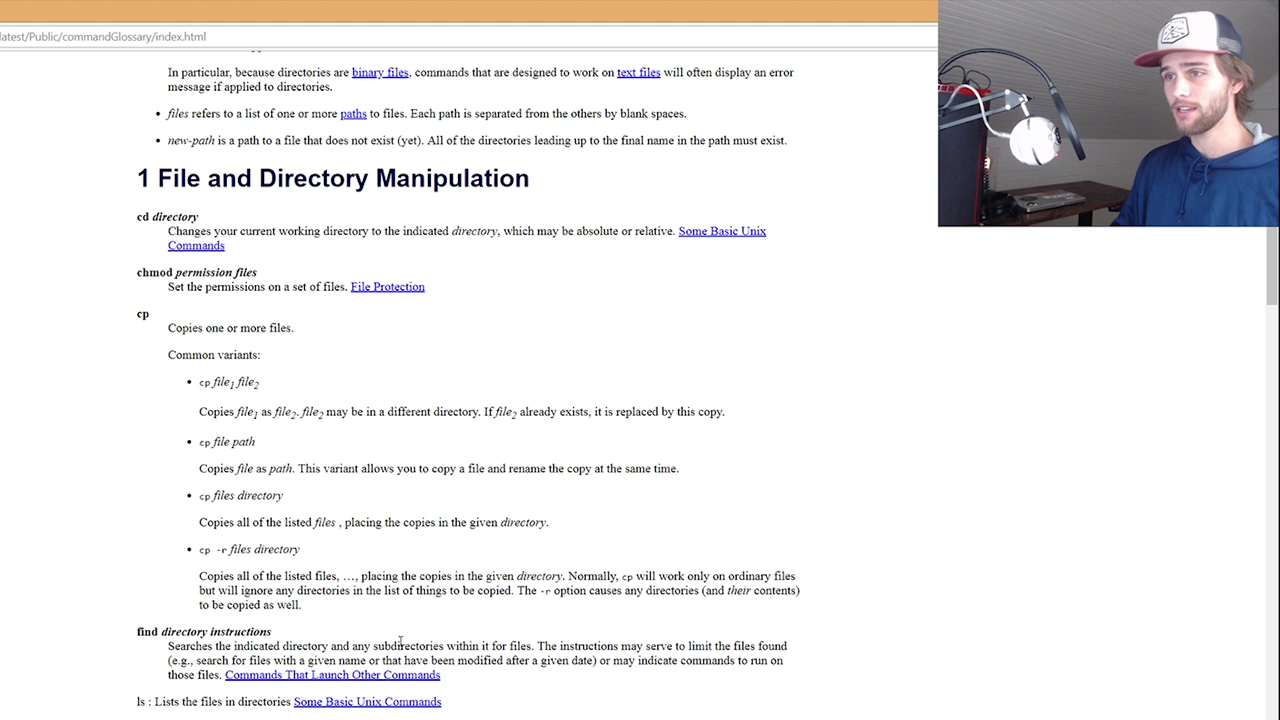 latest/Public/commandGlossary/index.html
In particular, because directories are binary files, commands that are designed to work on text files will often display an error
message if applied to directories.
• files refers to a list of one or more paths to files. Each path is separated from the others by blank spaces.
• new-path is a path to a file that does not exist (yet). All of the directories leading up to the final name in the path must exist.
1 File and Directory Manipulation
cd directory
Changes your current working directory to the indicated directory, which may be absolute or relative. Some Basic Unix
Commands
chmod permission files
Set the permissions on a set of files. File Protection
cp
Copies one or more files.
Common variants:
• cp file1 file2
Copies file1 as file2. file2 may be in a different directory. If file2 already exists, it is replaced by this copy.
• cp file path
Copies file as path. This variant allows you to copy a file and rename the copy at the same time.
• cp files directory
Copies all of the listed files , placing the copies in the given directory.
• cp -r files directory
Copies all of the listed files, …, placing the copies in the given directory. Normally, cp will work only on ordinary files
but will ignore any directories in the list of things to be copied. The -r option causes any directories (and their contents)
to be copied as well.
find directory instructions
Searches the indicated directory and any subdirectories within it for files. The instructions may serve to limit the files found
(e.g., search for files with a given name or that have been modified after a given date) or may indicate commands to run on
those files. Commands That Launch Other Commands
ls : Lists the files in directories Some Basic Unix Commands